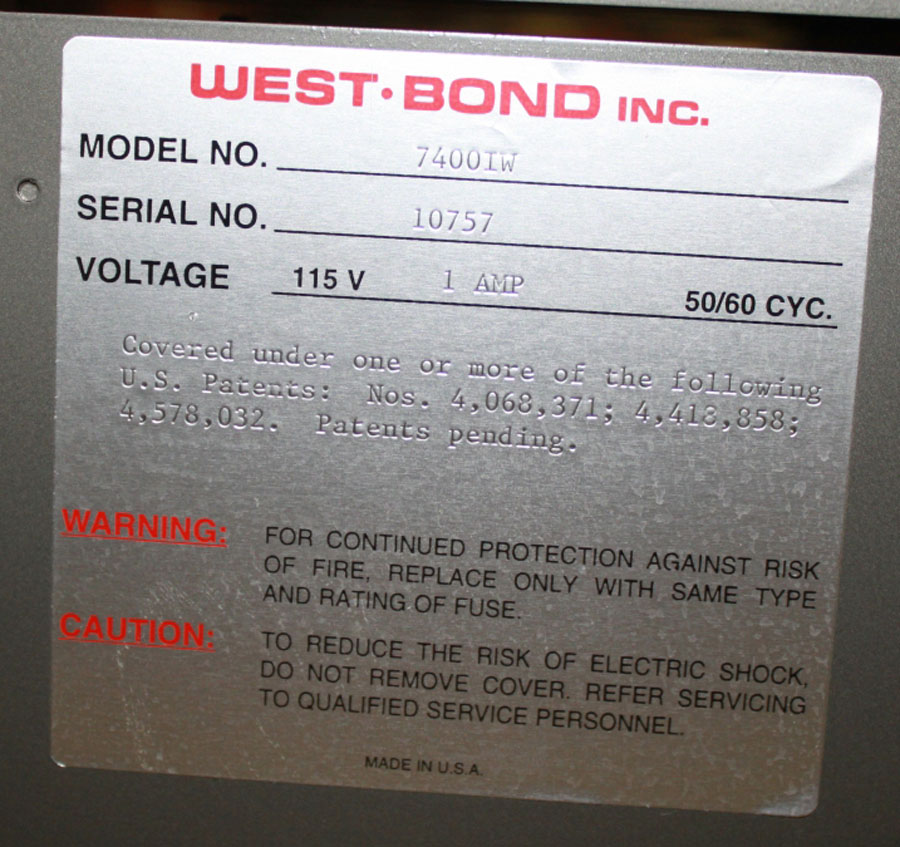 WEST·BOND INC.
MODEL NO. 7400IW
SERIAL NO. 10757
VOLTAGE 115 V 1 AMP 50/60 CYC.
Covered under one or more of the following
U.S. Patents: Nos. 4,068,371; 4,418,858;
4,578,032. Patents pending.
WARNING: FOR CONTINUED PROTECTION AGAINST RISK
OF FIRE, REPLACE ONLY WITH SAME TYPE
AND RATING OF FUSE.
CAUTION: TO REDUCE THE RISK OF ELECTRIC SHOCK,
DO NOT REMOVE COVER. REFER SERVICING
TO QUALIFIED SERVICE PERSONNEL.
MADE IN U.S.A.